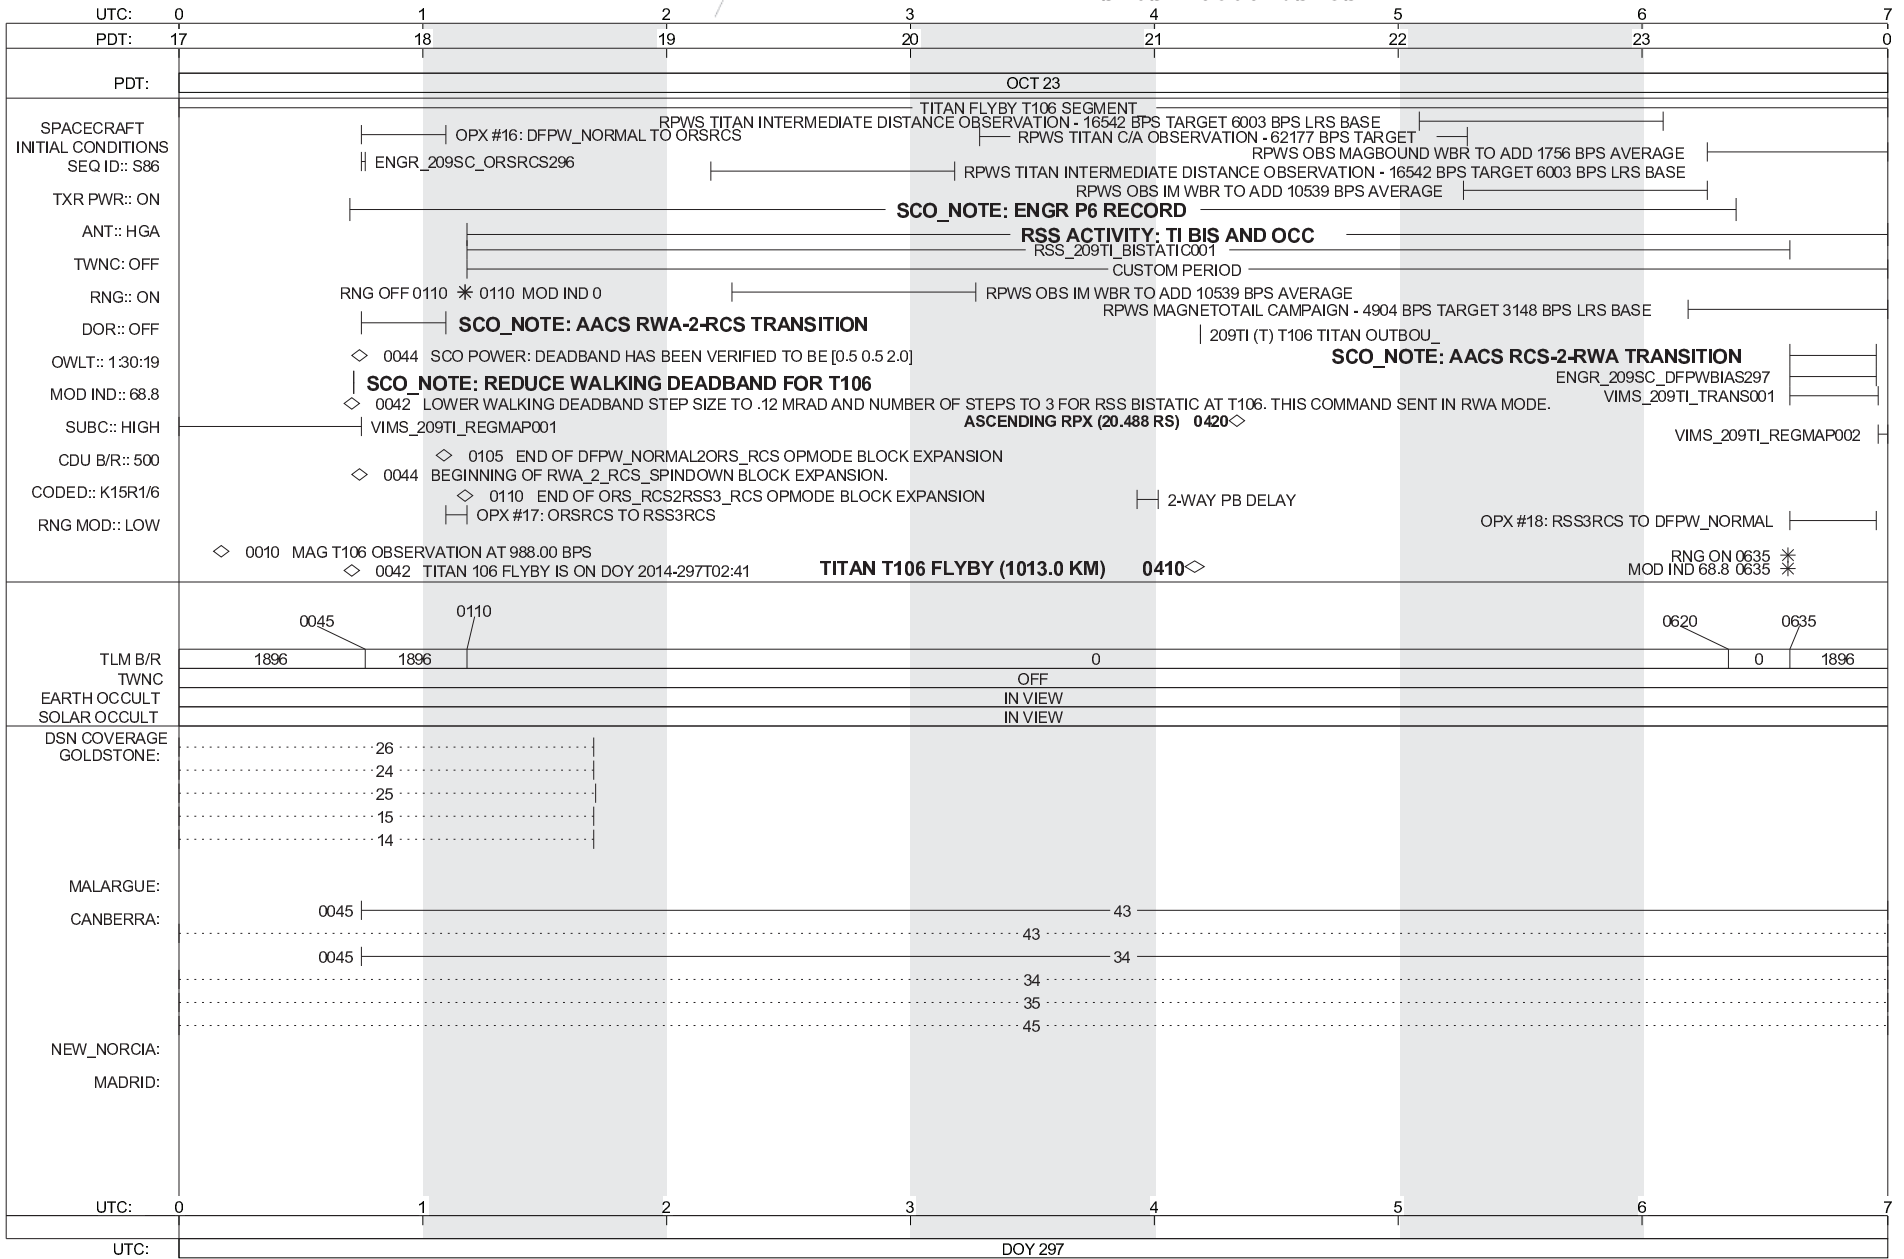 UTC: 0 1 2 3 4 5 6 7
PDT: 17 18 19 20 21 22 23 0
PDT: OCT 23
TITAN FLYBY T106 SEGMENT
SPACECRAFT
INITIAL CONDITIONS
SEQ ID:: S86
TXR PWR:: ON
ANT:: HGA
TWNC: OFF
RNG:: ON
DOR:: OFF
OWLT:: 1:30:19
MOD IND:: 68.8
SUBC:: HIGH
CDU B/R:: 500
CODED:: K15R1/6
RNG MOD:: LOW
RPWS TITAN INTERMEDIATE DISTANCE OBSERVATION - 16542 BPS TARGET 6003 BPS LRS BASE
OPX #16: DFPW_NORMAL TO ORSRCS
RPWS TITAN C/A OBSERVATION - 62177 BPS TARGET
RPWS OBS MAGBOUND WBR TO ADD 1756 BPS AVERAGE
ENGR_209SC_ORSRCS296
RPWS TITAN INTERMEDIATE DISTANCE OBSERVATION - 16542 BPS TARGET 6003 BPS LRS BASE
RPWS OBS IM WBR TO ADD 10539 BPS AVERAGE
SCO_NOTE: ENGR P6 RECORD
RSS ACTIVITY: TI BIS AND OCC
RSS_209TI_BISTATIC001
CUSTOM PERIOD
RNG OFF 0110 0110 MOD IND 0
RPWS OBS IM WBR TO ADD 10539 BPS AVERAGE
RPWS MAGNETOTAIL CAMPAIGN - 4904 BPS TARGET 3148 BPS LRS BASE
SCO_NOTE: AACS RWA-2-RCS TRANSITION
209TI (T) T106 TITAN OUTBOU_
0044 SCO POWER: DEADBAND HAS BEEN VERIFIED TO BE [0.5 0.5 2.0]
SCO_NOTE: AACS RCS-2-RWA TRANSITION
ENGR_209SC_DFPWBIAS297
SCO_NOTE: REDUCE WALKING DEADBAND FOR T106
VIMS_209TI_TRANS001
0042 LOWER WALKING DEADBAND STEP SIZE TO .12 MRAD AND NUMBER OF STEPS TO 3 FOR RSS BISTATIC AT T106. THIS COMMAND SENT IN RWA MODE.
ASCENDING RPX (20.488 RS) 0420
VIMS_209TI_REGMAP001
VIMS_209TI_REGMAP002
0105 END OF DFPW_NORMAL2ORS_RCS OPMODE BLOCK EXPANSION
0044 BEGINNING OF RWA_2_RCS_SPINDOWN BLOCK EXPANSION.
0110 END OF ORS_RCS2RSS3_RCS OPMODE BLOCK EXPANSION
2-WAY PB DELAY
OPX #17: ORSRCS TO RSS3RCS
OPX #18: RSS3RCS TO DFPW_NORMAL
0010 MAG T106 OBSERVATION AT 988.00 BPS
RNG ON 0635
0042 TITAN 106 FLYBY IS ON DOY 2014-297T02:41
TITAN T106 FLYBY (1013.0 KM) 0410
MOD IND 68.8 0635
0045 0110 0620 0635
TLM B/R 1896 1896 0 0 1896
TWNC OFF
EARTH OCCULT IN VIEW
SOLAR OCCULT IN VIEW
DSN COVERAGE
GOLDSTONE:
26
24
25
15
14
MALARGUE:
CANBERRA:
0045 43
43
0045 34
34
35
45
NEW_NORCIA:
MADRID:
UTC: 0 1 2 3 4 5 6 7
UTC: DOY 297